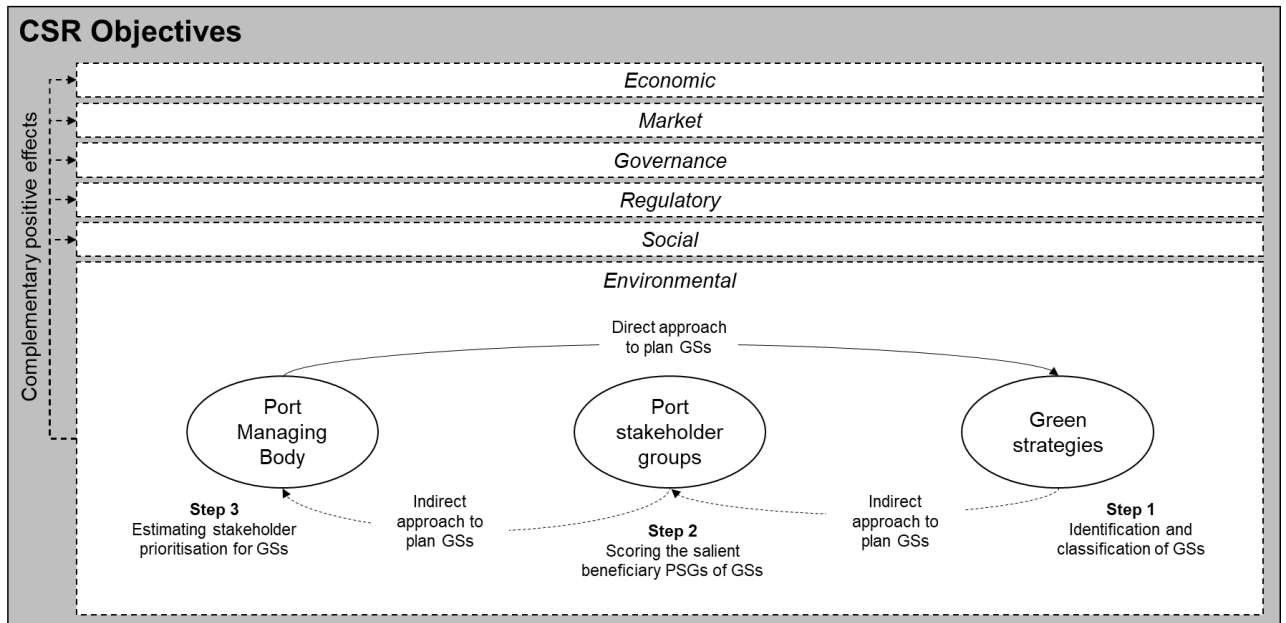 CSR Objectives
Complementary positive effects
Economic
Market
Governance
Regulatory
Social
Environmental
Direct approach
to plan GSs
Port
Managing
Body
Port
stakeholder
groups
Green
strategies
Step 3
Estimating stakeholder
prioritisation for GSs
Indirect
approach to
plan GSs
Step 2
Scoring the salient
beneficiary PSGs of GSs
Indirect
approach to
plan GSs
Step 1
Identification and
classification of GSs